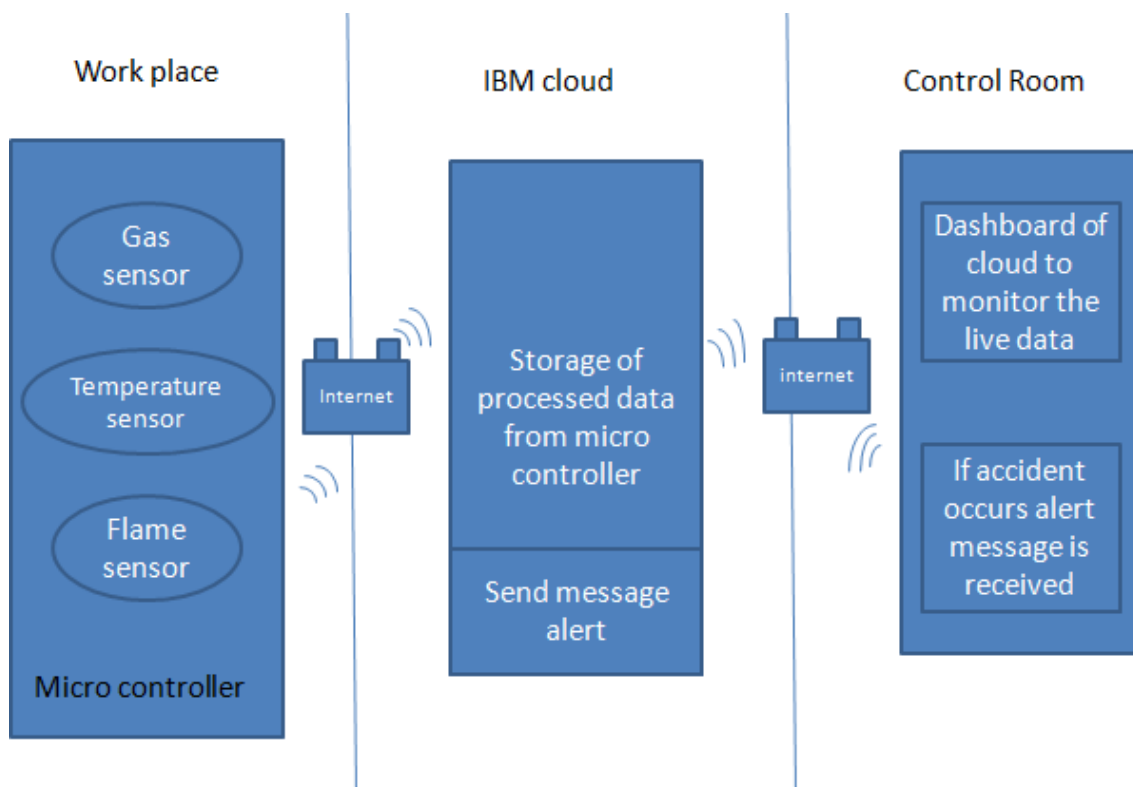 Work place
Gas
sensor
Temperature
sensor
Flame
sensor
Micro controller
Internet
IBM cloud
Storage of
processed data
from micro
controller
Send message
alert
internet
Control Room
Dashboard of
cloud to
monitor the
live data
If accident
occurs alert
message is
received